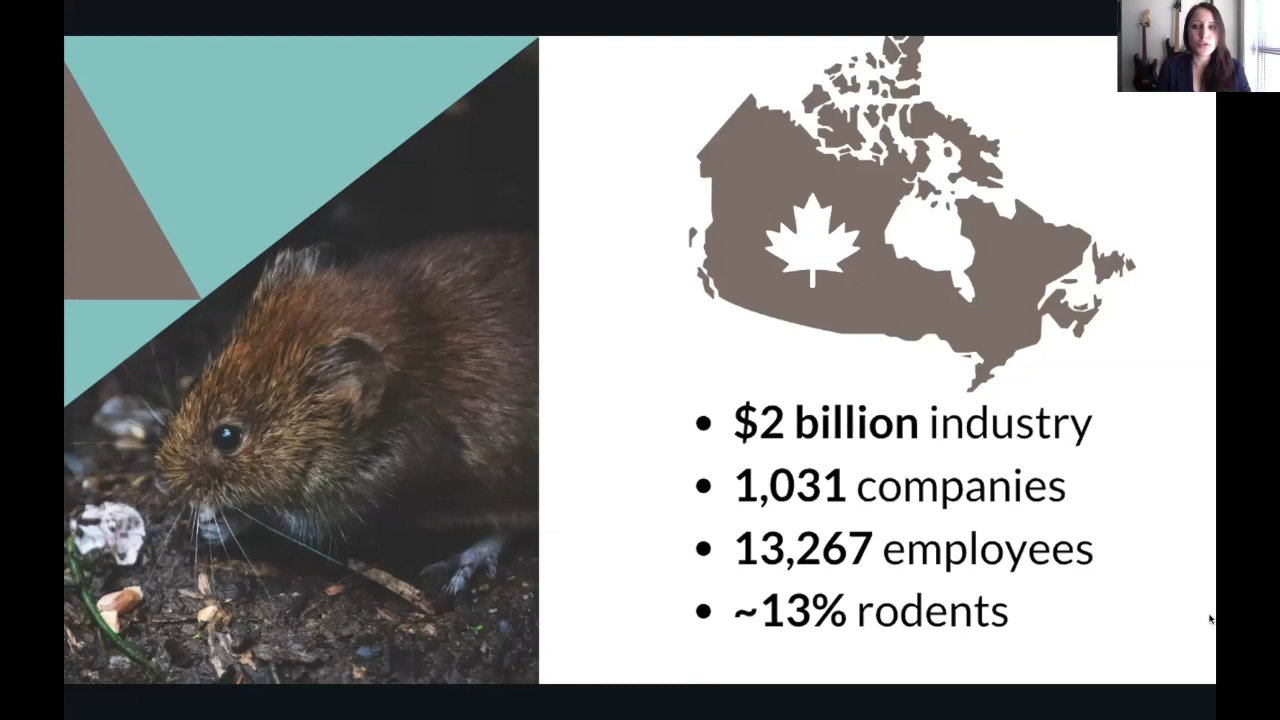 • $2 billion industry
• 1,031 companies
• 13,267 employees
• ~13% rodents